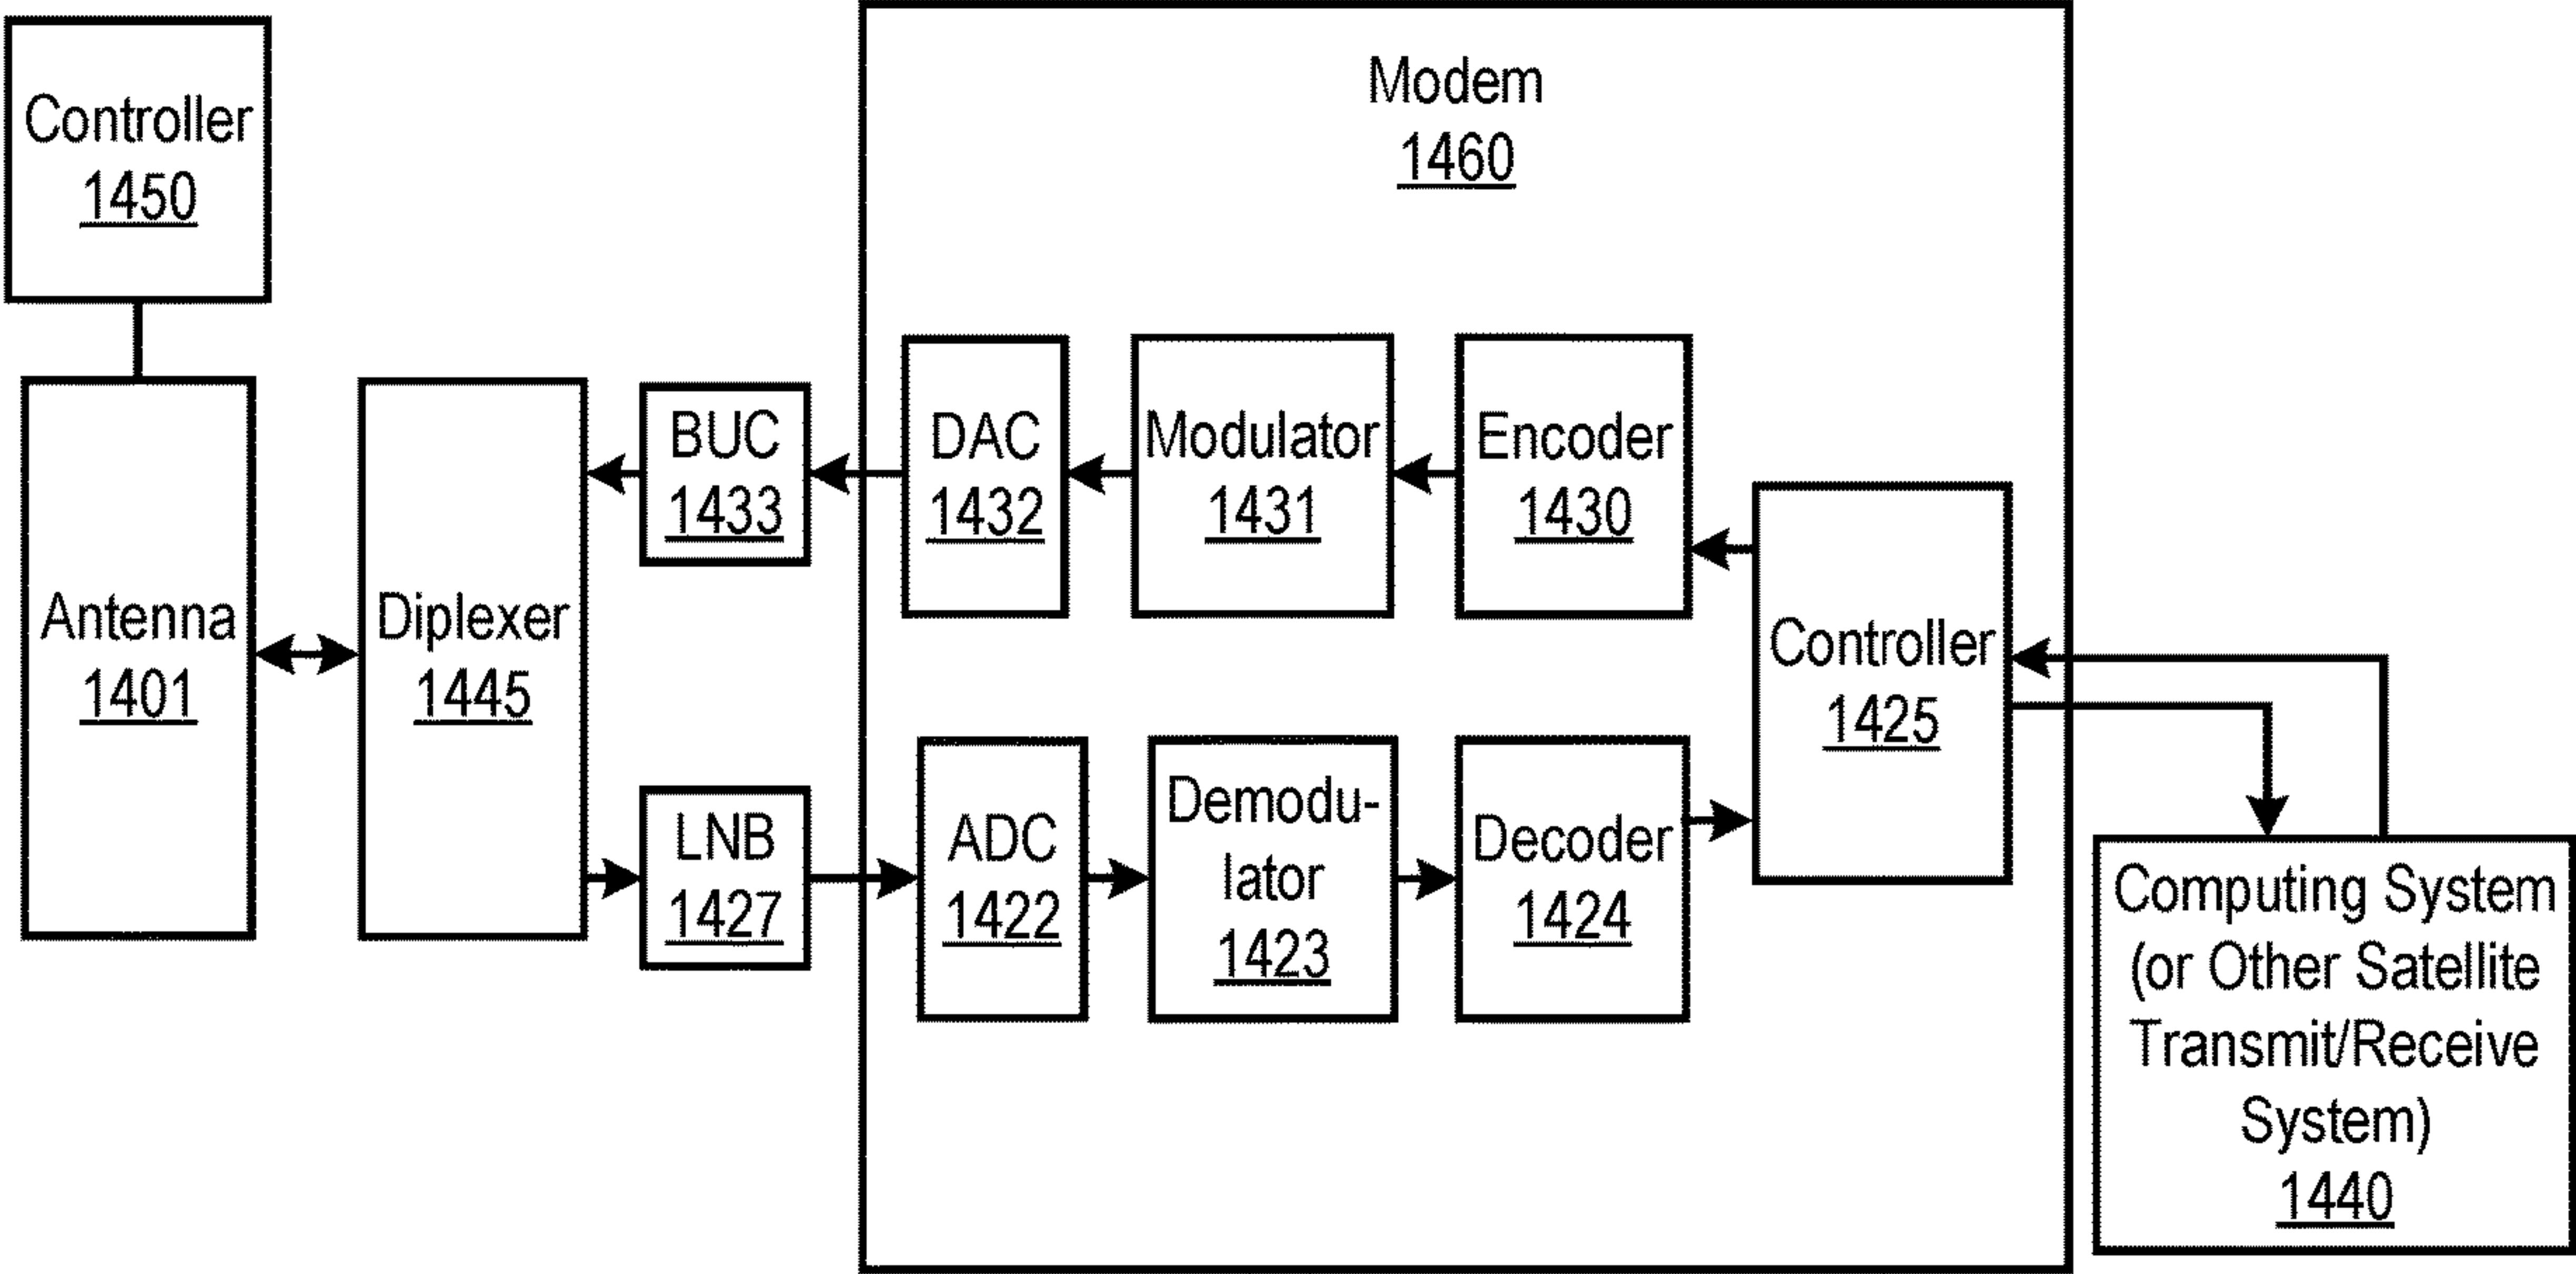 Controller
1450
Modem
1460
Antenna
1401
Diplexer
1445
BUC
1433
DAC
1432
Modulator
1431
Encoder
1430
LNB
1427
ADC
1422
Demodu-
lator
1423
Decoder
1424
Controller
1425
Computing System
(or Other Satellite
Transmit/Receive
System)
1440